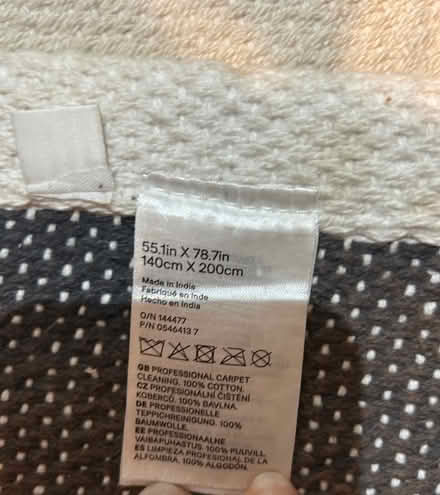 55.1in X 78.7in
140cm X 200cm
Made in India
Fabriqué en Inde
Hecho en India
O/N 144477
P/N 0546413 7
GB PROFESSIONAL CARPET
CLEANING. 100% COTTON.
CZ PROFESIONÁLNÍ ČISTĚNÍ
KOBERCŮ. 100% BAVLNA.
DE PROFESSIONELLE
TEPPICHREINIGUNG. 100%
BAUMWOLLE.
EE PROFESSIONAALNE
VAIBAPUHASTUS. 100% PUUVILL.
ES LIMPIEZA PROFESIONAL DE LA
ALFOMBRA. 100% ALGODÓN.